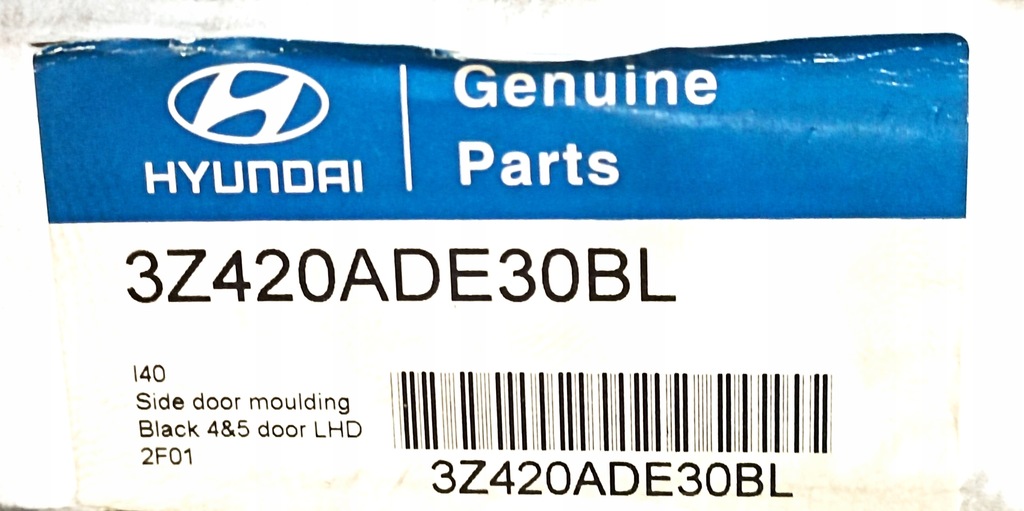 HYUNDAI
Genuine
Parts
3Z420ADE30BL
I40
Side door moulding
Black 4&5 door LHD
2F01
3Z420ADE30BL